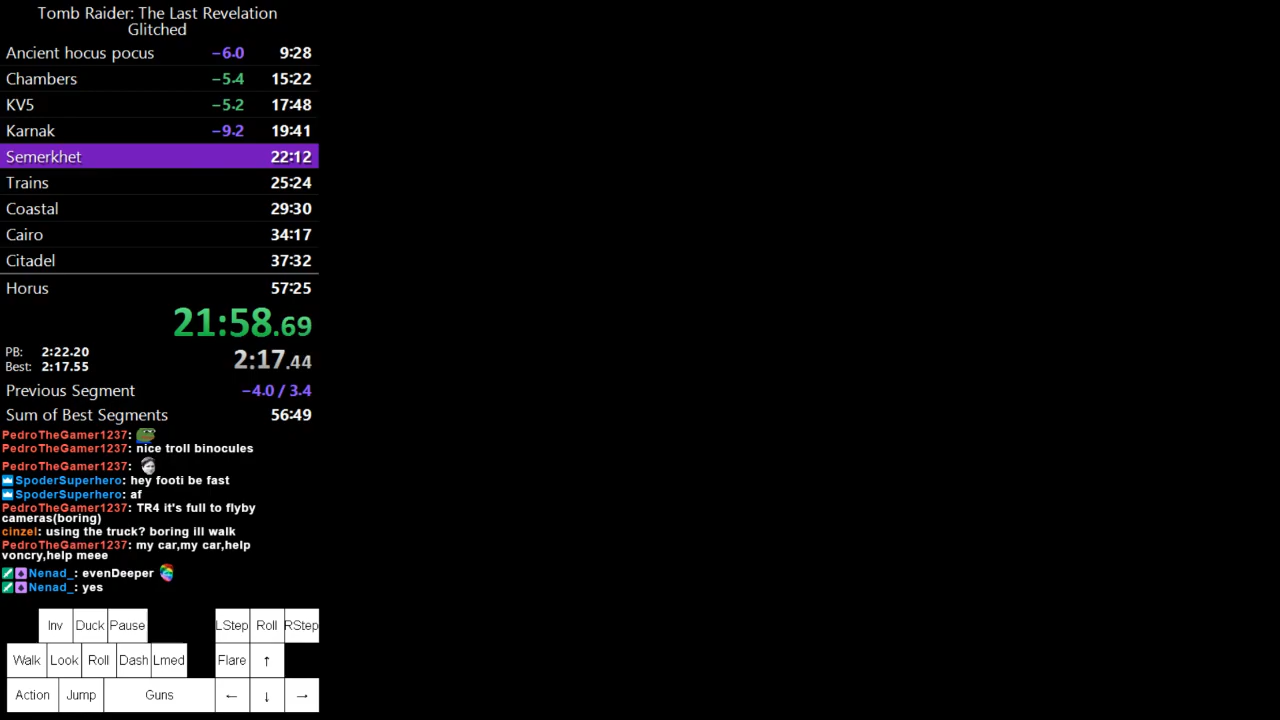 Tomb Raider: The Last Revelation
Glitched
Ancient hocus pocus −6.0 9:28
Chambers −5.4 15:22
KV5 −5.2 17:48
Karnak −9.2 19:41
Semerkhet 22:12
Trains 25:24
Coastal 29:30
Cairo 34:17
Citadel 37:32
Horus 57:25
21:58.69
PB: 2:22.20
Best: 2:17.55
2:17.44
Previous Segment −4.0 / 3.4
Sum of Best Segments 56:49
PedroTheGamer1237:
PedroTheGamer1237: nice troll binocules
PedroTheGamer1237:
SpoderSuperhero: hey footi be fast
SpoderSuperhero: af
PedroTheGamer1237: TR4 it's full to flyby
cameras(boring)
cinzel: using the truck? boring ill walk
PedroTheGamer1237: my car,my car,help
voncry,help meee
Nenad_: evenDeeper
Nenad_: yes
Inv Duck Pause LStep Roll RStep
Walk Look Roll Dash Lmed Flare ↑
Action Jump Guns ← ↓ →